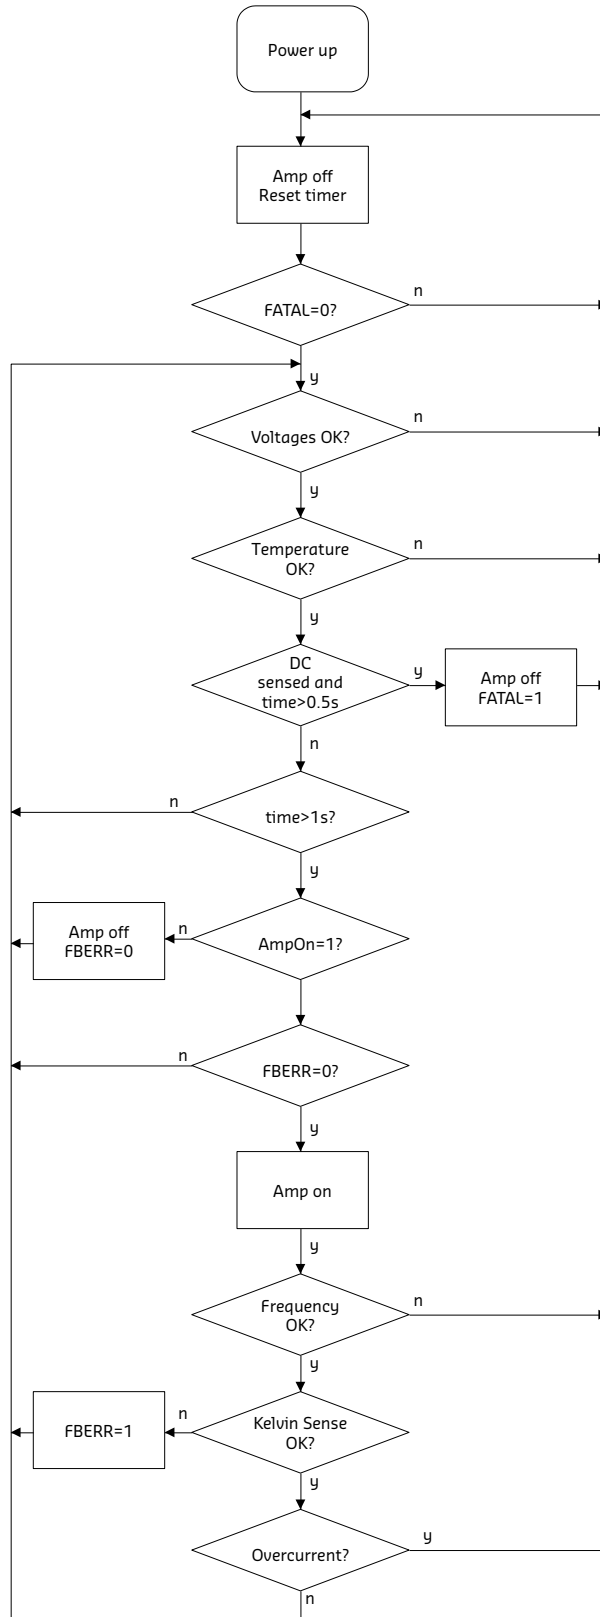 Power up
Amp off
Reset timer
n
FATAL=0?
y
n
Voltages OK?
y
n
Temperature
OK?
y
DC
sensed and
time>0.5s
y
Amp off
FATAL=1
n
n
time>1s?
y
Amp off
FBERR=0
n
AmpOn=1?
n
FBERR=0?
y
Amp on
y
n
Frequency
OK?
y
FBERR=1
n
Kelvin Sense
OK?
y
y
Overcurrent?
n